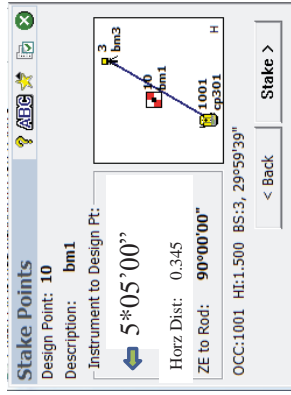 Stake Points
? ABC
Design Point: 10
Description: bm1
Instrument to Design Pt:
5*05'00”
Horz Dist: 0.345
ZE to Rod: 90°00'00"
H
3
bm3
10
bm1
1001
cp301
OCC:1001 HI:1.500 BS:3, 29°59'39"
< Back
Stake >